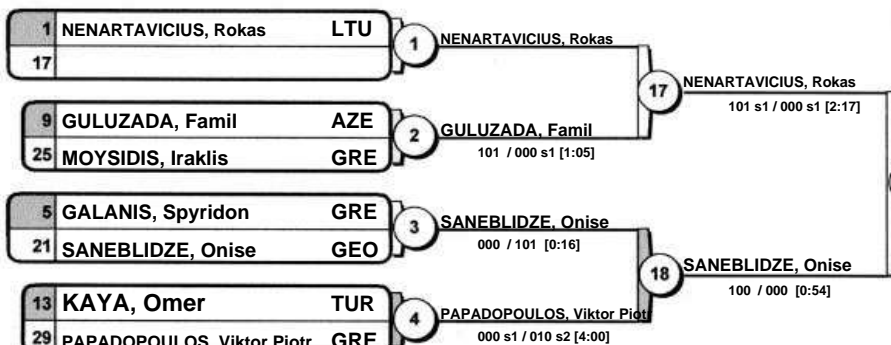 1 NENARTAVICIUS, Rokas LTU
17
1
NENARTAVICIUS, Rokas
9 GULUZADA, Famil AZE
25 MOYSIDIS, Iraklis GRE
2
GULUZADA, Famil
101 / 000 s1 [1:05]
17
NENARTAVICIUS, Rokas
101 s1 / 000 s1 [2:17]
5 GALANIS, Spyridon GRE
21 SANEBLIDZE, Onise GEO
3
SANEBLIDZE, Onise
000 / 101 [0:16]
13 KAYA, Omer TUR
29 PAPADOPOULOS, Viktor Piotr GRE
4
PAPADOPOULOS, Viktor Piotr
000 s1 / 010 s2 [4:00]
18
SANEBLIDZE, Onise
100 / 000 [0:54]